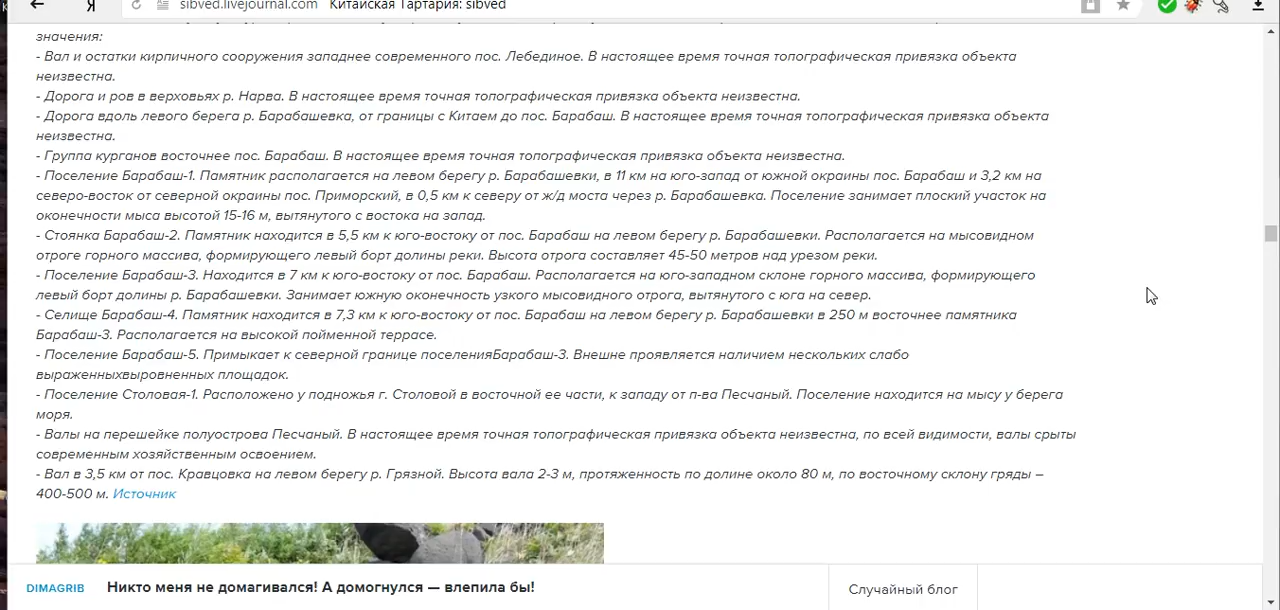 Я sibved.livejournal.com Китайская Тартария: sibved
значения:
- Вал и остатки кирпичного сооружения западнее современного пос. Лебединое. В настоящее время точная топографическая привязка объекта
неизвестна.
- Дорога и ров в верховьях р. Нарва. В настоящее время точная топографическая привязка объекта неизвестна.
- Дорога вдоль левого берега р. Барабашевка, от границы с Китаем до пос. Барабаш. В настоящее время точная топографическая привязка объекта
неизвестна.
- Группа курганов восточнее пос. Барабаш. В настоящее время точная топографическая привязка объекта неизвестна.
- Поселение Барабаш-1. Памятник располагается на левом берегу р. Барабашевки, в 11 км на юго-запад от южной окраины пос. Барабаш и 3,2 км на
северо-восток от северной окраины пос. Приморский, в 0,5 км к северу от ж/д моста через р. Барабашевка. Поселение занимает плоский участок на
оконечности мыса высотой 15-16 м, вытянутого с востока на запад.
- Стоянка Барабаш-2. Памятник находится в 5,5 км к юго-востоку от пос. Барабаш на левом берегу р. Барабашевки. Располагается на мысовидном
отроге горного массива, формирующего левый борт долины реки. Высота отрога составляет 45-50 метров над урезом реки.
- Поселение Барабаш-3. Находится в 7 км к юго-востоку от пос. Барабаш. Располагается на юго-западном склоне горного массива, формирующего
левый борт долины р. Барабашевки. Занимает южную оконечность узкого мысовидного отрога, вытянутого с юга на север.
- Селище Барабаш-4. Памятник находится в 7,3 км к юго-востоку от пос. Барабаш на левом берегу р. Барабашевки в 250 м восточнее памятника
Барабаш-3. Располагается на высокой пойменной террасе.
- Поселение Барабаш-5. Примыкает к северной границе поселенияБарабаш-3. Внешне проявляется наличием нескольких слабо
выраженныхвыровненных площадок.
- Поселение Столовая-1. Расположено у подножья г. Столовой в восточной ее части, к западу от п-ва Песчаный. Поселение находится на мысу у берега
моря.
- Валы на перешейке полуострова Песчаный. В настоящее время точная топографическая привязка объекта неизвестна, по всей видимости, валы срыты
современным хозяйственным освоением.
- Вал в 3,5 км от пос. Кравцовка на левом берегу р. Грязной. Высота вала 2-3 м, протяженность по долине около 80 м, по восточному склону гряды –
400-500 м. Источник
DIMAGRIB Никто меня не домагивался! А домогнулся — влепила бы! Случайный блог